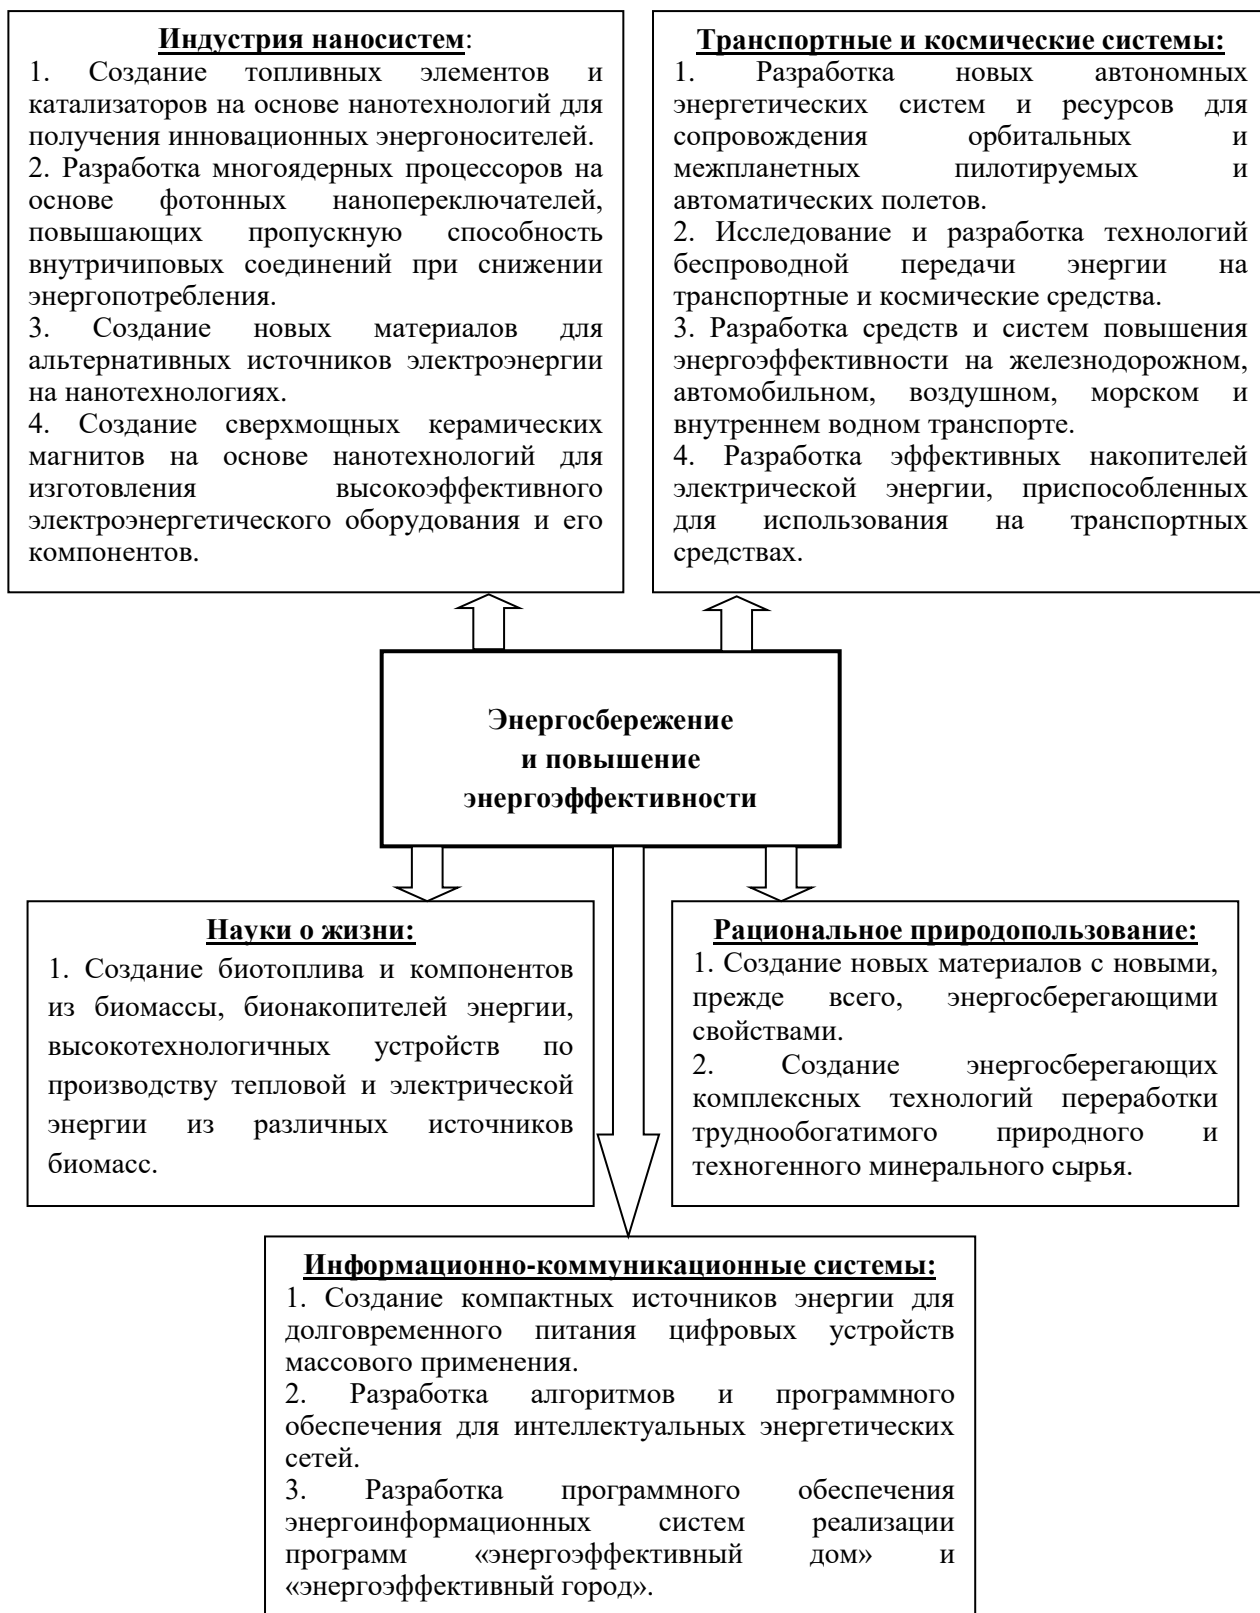 Индустрия наносистем:
1. Создание топливных элементов и
катализаторов на основе нанотехнологий для
получения инновационных энергоносителей.
2. Разработка многоядерных процессоров на
основе фотонных нанопереключателей,
повышающих пропускную способность
внутричиповых соединений при снижении
энергопотребления.
3. Создание новых материалов для
альтернативных источников электроэнергии
на нанотехнологиях.
4. Создание сверхмощных керамических
магнитов на основе нанотехнологий для
изготовления высокоэффективного
электроэнергетического оборудования и его
компонентов.
Транспортные и космические системы:
1. Разработка новых автономных
энергетических систем и ресурсов для
сопровождения орбитальных и
межпланетных пилотируемых и
автоматических полетов.
2. Исследование и разработка технологий
беспроводной передачи энергии на
транспортные и космические средства.
3. Разработка средств и систем повышения
энергоэффективности на железнодорожном,
автомобильном, воздушном, морском и
внутреннем водном транспорте.
4. Разработка эффективных накопителей
электрической энергии, приспособленных
для использования на транспортных
средствах.
Энергосбережение
и повышение
энергоэффективности
Науки о жизни:
1. Создание биотоплива и компонентов
из биомассы, бионакопителей энергии,
высокотехнологичных устройств по
производству тепловой и электрической
энергии из различных источников
биомасс.
Рациональное природопользование:
1. Создание новых материалов с новыми,
прежде всего, энергосберегающими
свойствами.
2. Создание энергосберегающих
комплексных технологий переработки
труднообогатимого природного и
техногенного минерального сырья.
Информационно-коммуникационные системы:
1. Создание компактных источников энергии для
долговременного питания цифровых устройств
массового применения.
2. Разработка алгоритмов и программного
обеспечения для интеллектуальных энергетических
сетей.
3. Разработка программного обеспечения
энергоинформационных систем реализации
программ «энергоэффективный дом» и
«энергоэффективный город».